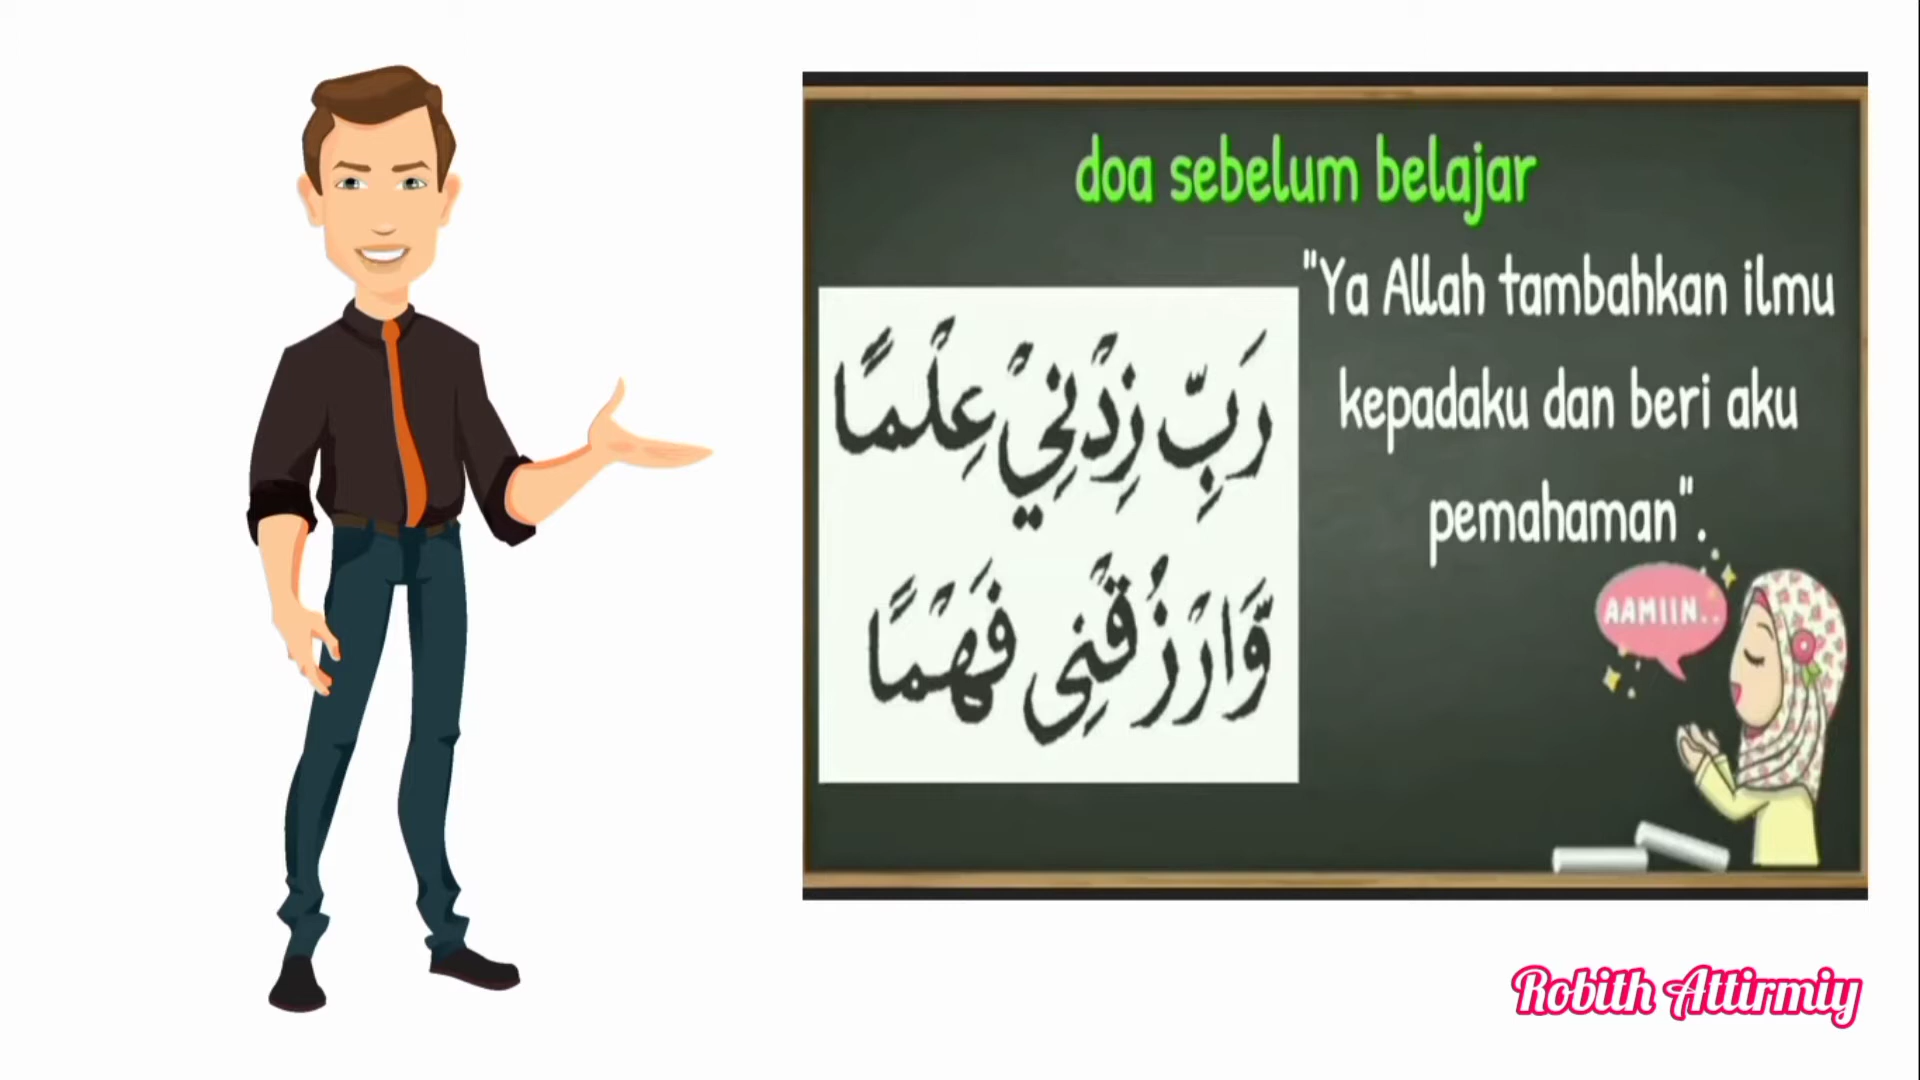 doa sebelum belajar
رَبِّ زِدْنِيْ عِلْمًا
وَّارْزُقْنِى فَهْمًا
"Ya Allah tambahkan ilmu
kepadaku dan beri aku
pemahaman".
AAMIIN..
Robith Attirmiy